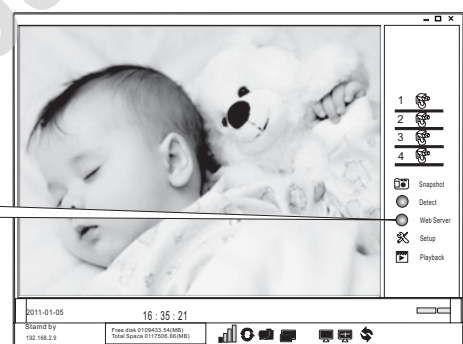 1
2
3
4
Snapshot
Detect
Web Server
Setup
Playback
2011-01-05
16 : 35 : 21
Stamd by
192.168.2.9
Free disk 0109433.54(MB)
Total Space 0117506.66(MB)